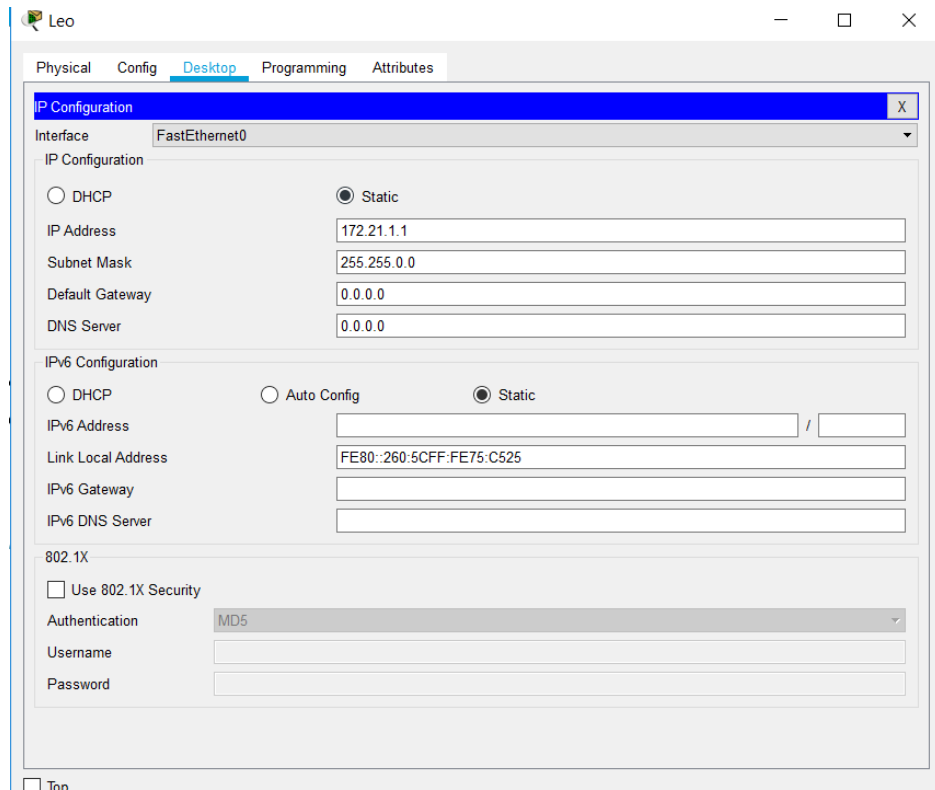 Leo
Physical Config Desktop Programming Attributes
IP Configuration X
Interface FastEthernet0
IP Configuration
DHCP Static
IP Address 172.21.1.1
Subnet Mask 255.255.0.0
Default Gateway 0.0.0.0
DNS Server 0.0.0.0
IPv6 Configuration
DHCP Auto Config Static
IPv6 Address /
Link Local Address FE80::260:5CFF:FE75:C525
IPv6 Gateway
IPv6 DNS Server
802.1X
Use 802.1X Security
Authentication MD5
Username
Password
Top